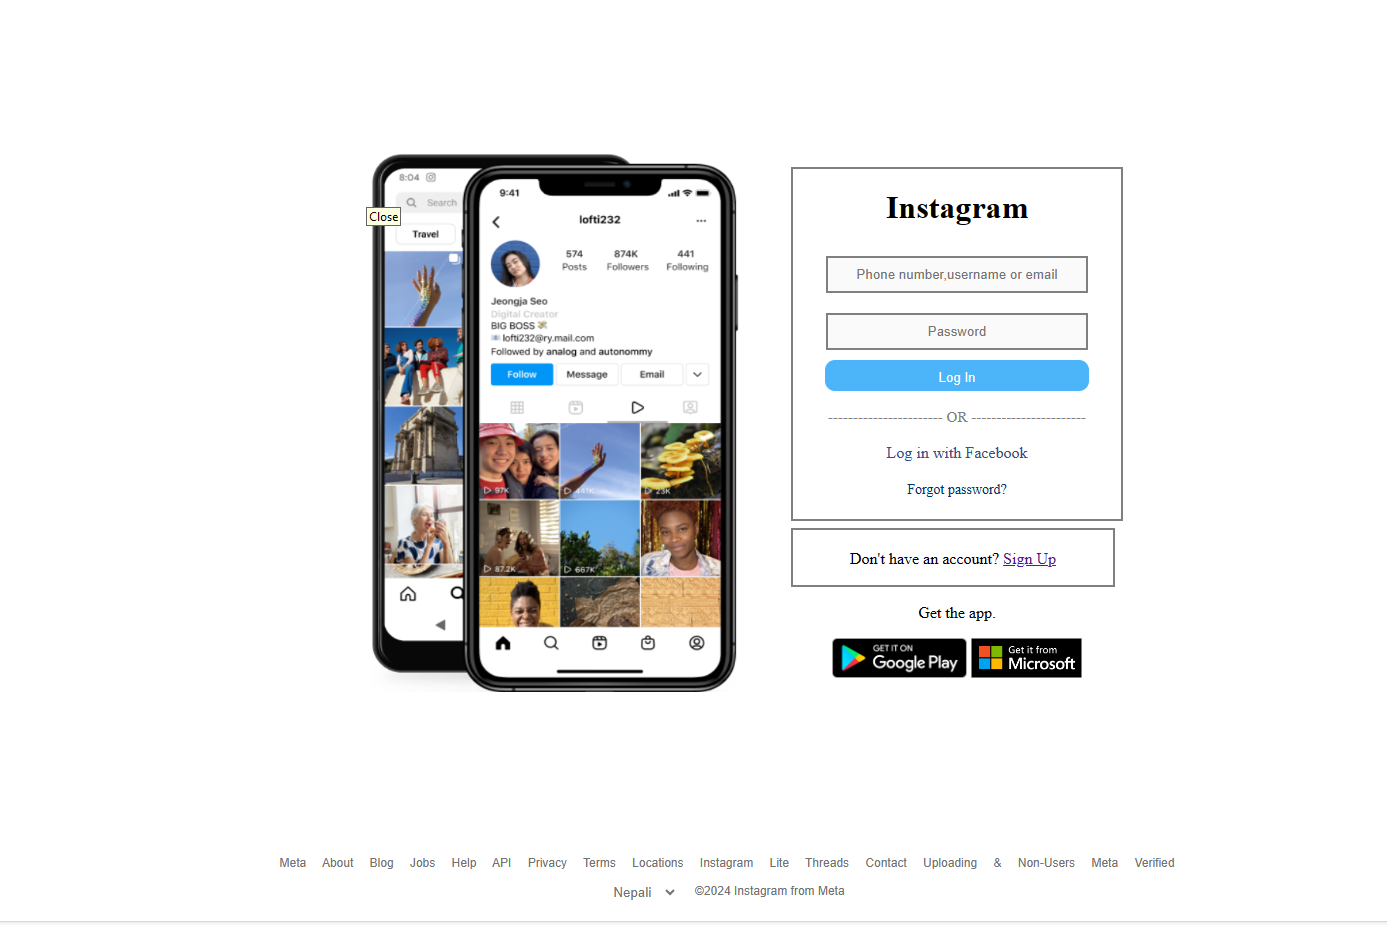 8:04
Search
Close
Travel
9:41
lofti232
574 874K 441
Posts Followers Following
Jeongja Seo
Digital Creator
BIG BOSS
lofti232@ry.mail.com
Followed by analog and autonommy
Follow Message Email
97K 441K 23K
87.2K 667K
Instagram
Phone number,username or email
Password
Log In
----------------------- OR -----------------------
Log in with Facebook
Forgot password?
Don't have an account? Sign Up
Get the app.
GET IT ON
Google Play
Get it from
Microsoft
Meta About Blog Jobs Help API Privacy Terms Locations Instagram Lite Threads Contact Uploading & Non-Users Meta Verified
Nepali ©2024 Instagram from Meta